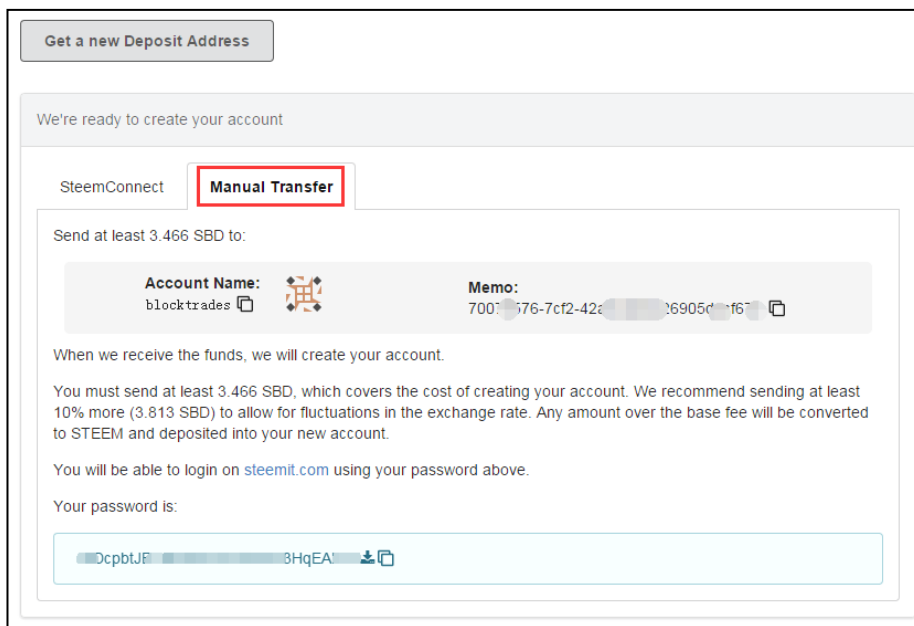 Get a new Deposit Address
We're ready to create your account
SteemConnect
Manual Transfer
Send at least 3.466 SBD to:
Account Name:
blocktrades
Memo:
When we receive the funds, we will create your account.
You must send at least 3.466 SBD, which covers the cost of creating your account. We recommend sending at least
10% more (3.813 SBD) to allow for fluctuations in the exchange rate. Any amount over the base fee will be converted
to STEEM and deposited into your new account.
You will be able to login on steemit.com using your password above.
Your password is: